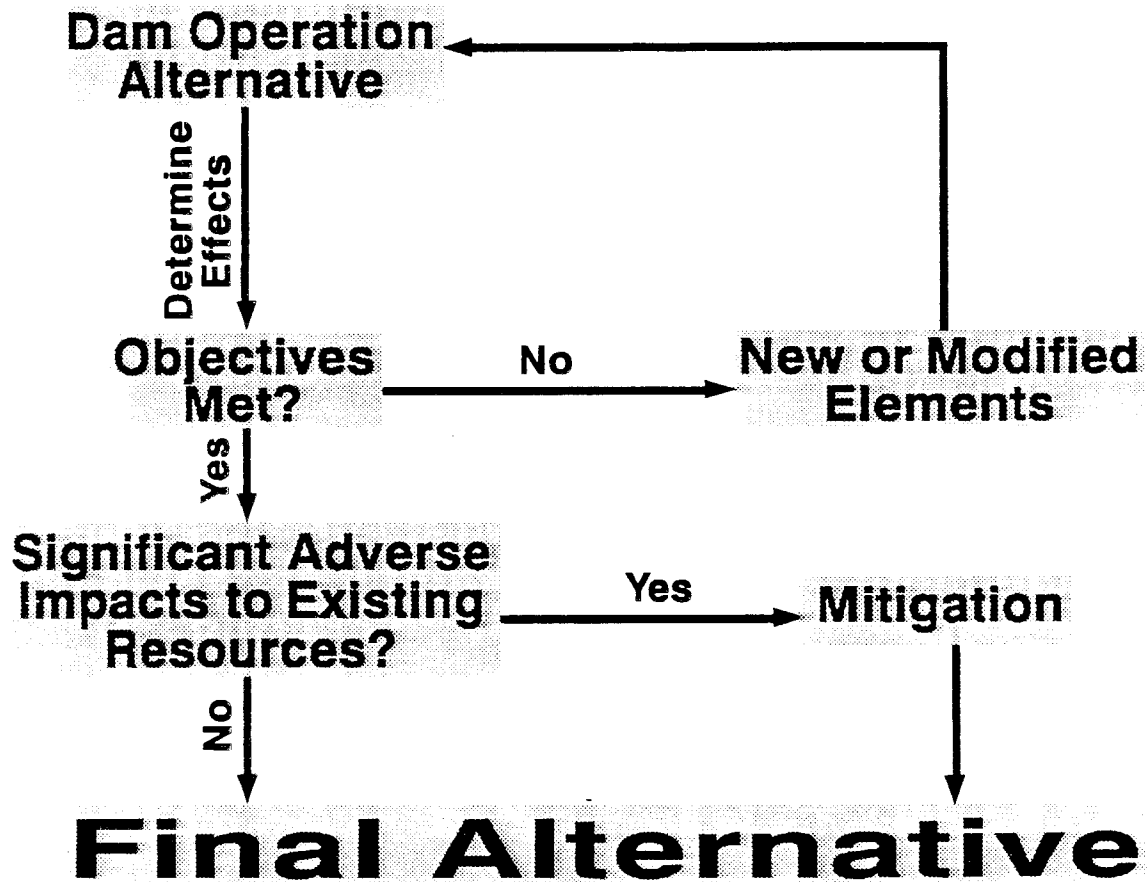 Dam Operation
Alternative
Determine
Effects
Objectives
Met?
No
New or Modified
Elements
Yes
Significant Adverse
Impacts to Existing
Resources?
Yes
Mitigation
No
Final Alternative